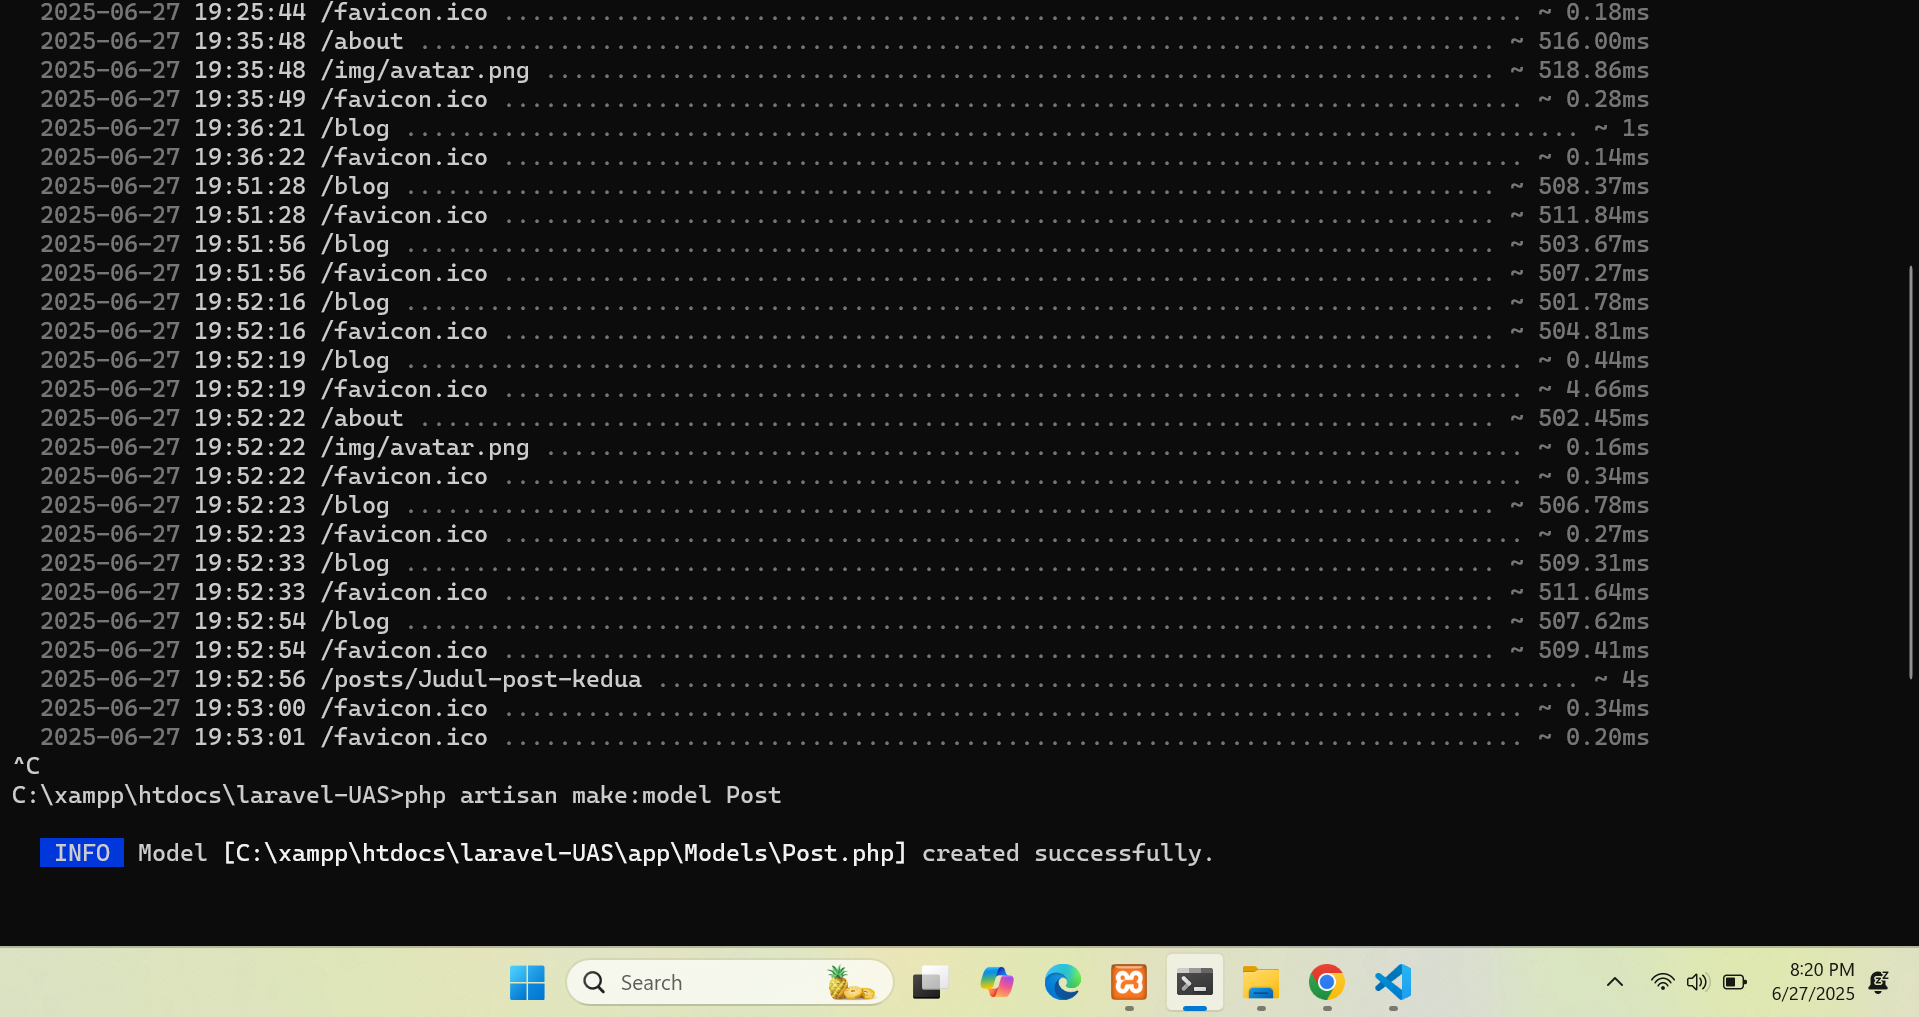 2025-06-27 19:25:44 /favicon.ico ........................................................................ ~ 0.18ms
2025-06-27 19:35:48 /about ............................................................................. ~ 516.00ms
2025-06-27 19:35:48 /img/avatar.png .................................................................... ~ 518.86ms
2025-06-27 19:35:49 /favicon.ico ......................................................................... ~ 0.28ms
2025-06-27 19:36:21 /blog .................................................................................... ~ 1s
2025-06-27 19:36:22 /favicon.ico ......................................................................... ~ 0.14ms
2025-06-27 19:51:28 /blog .............................................................................. ~ 508.37ms
2025-06-27 19:51:28 /favicon.ico ....................................................................... ~ 511.84ms
2025-06-27 19:51:56 /blog .............................................................................. ~ 503.67ms
2025-06-27 19:51:56 /favicon.ico ....................................................................... ~ 507.27ms
2025-06-27 19:52:16 /blog .............................................................................. ~ 501.78ms
2025-06-27 19:52:16 /favicon.ico ....................................................................... ~ 504.81ms
2025-06-27 19:52:19 /blog ................................................................................ ~ 0.44ms
2025-06-27 19:52:19 /favicon.ico ......................................................................... ~ 4.66ms
2025-06-27 19:52:22 /about ............................................................................. ~ 502.45ms
2025-06-27 19:52:22 /img/avatar.png ...................................................................... ~ 0.16ms
2025-06-27 19:52:22 /favicon.ico ......................................................................... ~ 0.34ms
2025-06-27 19:52:23 /blog .............................................................................. ~ 506.78ms
2025-06-27 19:52:23 /favicon.ico ......................................................................... ~ 0.27ms
2025-06-27 19:52:33 /blog .............................................................................. ~ 509.31ms
2025-06-27 19:52:33 /favicon.ico ....................................................................... ~ 511.64ms
2025-06-27 19:52:54 /blog .............................................................................. ~ 507.62ms
2025-06-27 19:52:54 /favicon.ico ....................................................................... ~ 509.41ms
2025-06-27 19:52:56 /posts/Judul-post-kedua .................................................................. ~ 4s
2025-06-27 19:53:00 /favicon.ico ......................................................................... ~ 0.34ms
2025-06-27 19:53:01 /favicon.ico ......................................................................... ~ 0.20ms
^C
C:\xampp\htdocs\laravel-UAS>php artisan make:model Post
INFO Model [C:\xampp\htdocs\laravel-UAS\app\Models\Post.php] created successfully.
Search
8:20 PM
6/27/2025